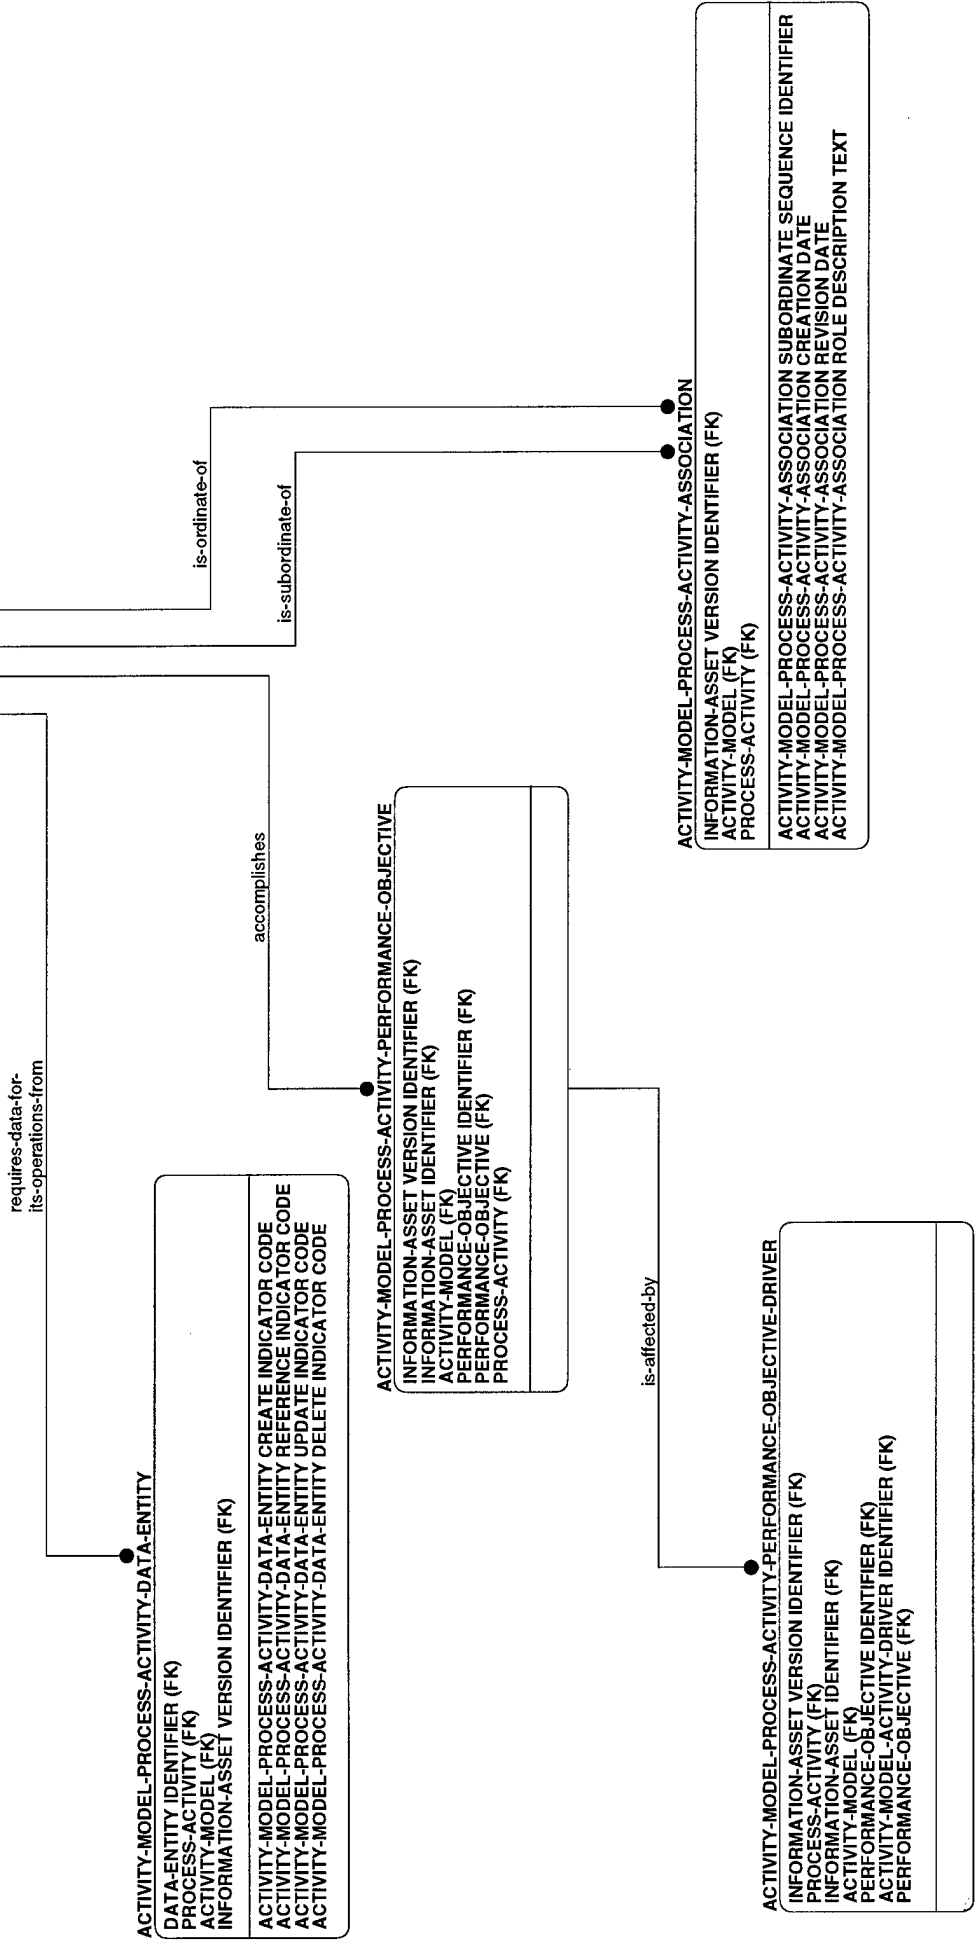 requires-data-for-
its-operations-from
ACTIVITY-MODEL-PROCESS-ACTIVITY-DATA-ENTITY
DATA-ENTITY IDENTIFIER (FK)
PROCESS-ACTIVITY (FK)
ACTIVITY-MODEL (FK)
INFORMATION-ASSET VERSION IDENTIFIER (FK)
ACTIVITY-MODEL-PROCESS-ACTIVITY-DATA-ENTITY CREATE INDICATOR CODE
ACTIVITY-MODEL-PROCESS-ACTIVITY-DATA-ENTITY REFERENCE INDICATOR CODE
ACTIVITY-MODEL-PROCESS-ACTIVITY-DATA-ENTITY UPDATE INDICATOR CODE
ACTIVITY-MODEL-PROCESS-ACTIVITY-DATA-ENTITY DELETE INDICATOR CODE
accomplishes
ACTIVITY-MODEL-PROCESS-ACTIVITY-PERFORMANCE-OBJECTIVE
INFORMATION-ASSET VERSION IDENTIFIER (FK)
INFORMATION-ASSET IDENTIFIER (FK)
ACTIVITY-MODEL (FK)
PERFORMANCE-OBJECTIVE IDENTIFIER (FK)
PERFORMANCE-OBJECTIVE (FK)
PROCESS-ACTIVITY (FK)
is-ordinate-of
is-subordinate-of
is-affected-by
ACTIVITY-MODEL-PROCESS-ACTIVITY-ASSOCIATION
INFORMATION-ASSET VERSION IDENTIFIER (FK)
ACTIVITY-MODEL (FK)
PROCESS-ACTIVITY (FK)
ACTIVITY-MODEL-PROCESS-ACTIVITY-ASSOCIATION SUBORDINATE SEQUENCE IDENTIFIER
ACTIVITY-MODEL-PROCESS-ACTIVITY-ASSOCIATION CREATION DATE
ACTIVITY-MODEL-PROCESS-ACTIVITY-ASSOCIATION REVISION DATE
ACTIVITY-MODEL-PROCESS-ACTIVITY-ASSOCIATION ROLE DESCRIPTION TEXT
ACTIVITY-MODEL-PROCESS-ACTIVITY-PERFORMANCE-OBJECTIVE-DRIVER
INFORMATION-ASSET VERSION IDENTIFIER (FK)
PROCESS-ACTIVITY (FK)
INFORMATION-ASSET IDENTIFIER (FK)
ACTIVITY-MODEL (FK)
PERFORMANCE-OBJECTIVE IDENTIFIER (FK)
ACTIVITY-MODEL-ACTIVITY-DRIVER IDENTIFIER (FK)
PERFORMANCE-OBJECTIVE (FK)